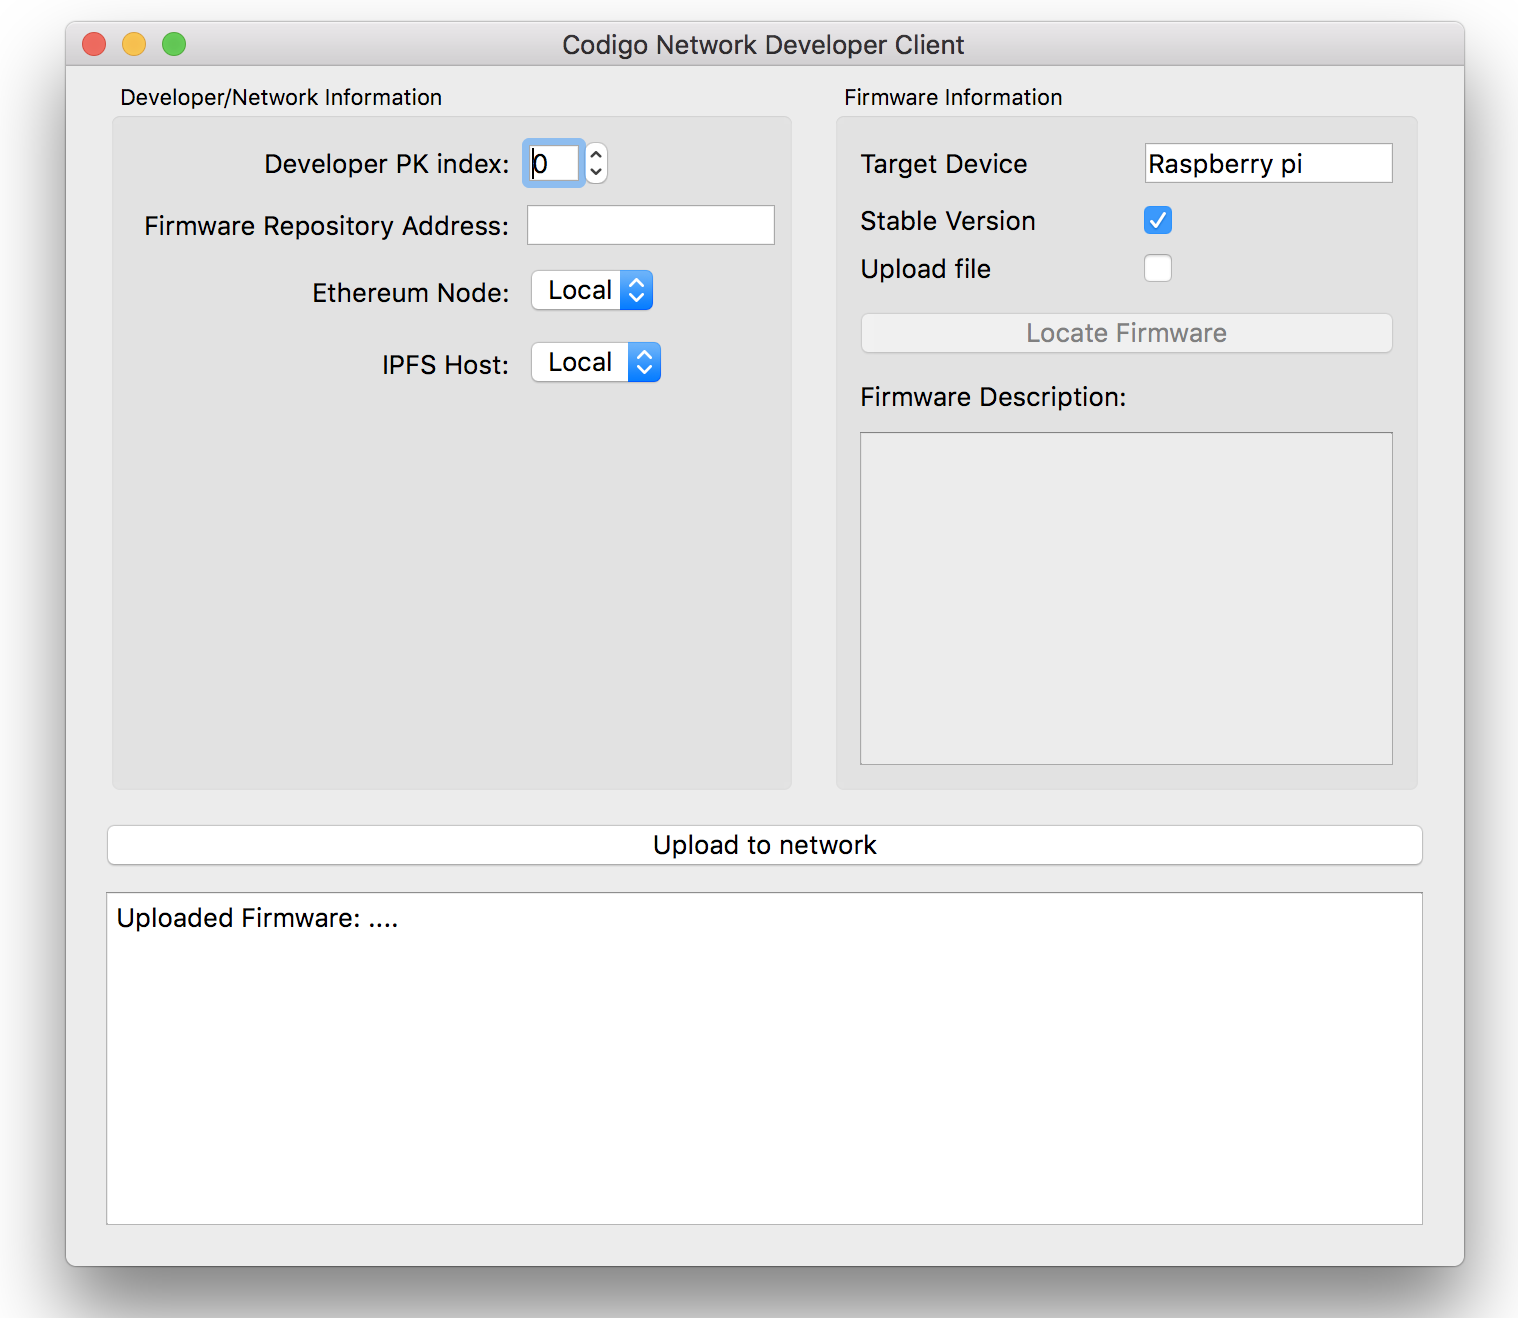 Codigo Network Developer Client
Developer/Network Information
Developer PK index: 0
Firmware Repository Address:
Ethereum Node: Local
IPFS Host: Local
Firmware Information
Target Device Raspberry pi
Stable Version
Upload file
Locate Firmware
Firmware Description:
Upload to network
Uploaded Firmware: ....